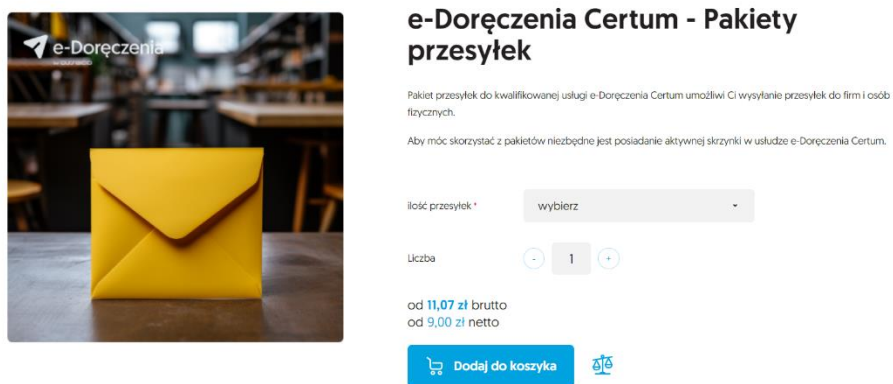 e-Doręczenia
e-Doręczenia Certum - Pakiety
przesyłek
Pakiet przesyłek do kwalifikowanej usługi e-Doręczenia Certum umożliwi Ci wysyłanie przesyłek do firm i osób
fizycznych.
Aby móc skorzystać z pakietów niezbędne jest posiadanie aktywnej skrzynki w usłudze e-Doręczenia Certum.
ilość przesyłek *
wybierz
Liczba
- 1 +
od 11,07 zł brutto
od 9,00 zł netto
Dodaj do koszyka